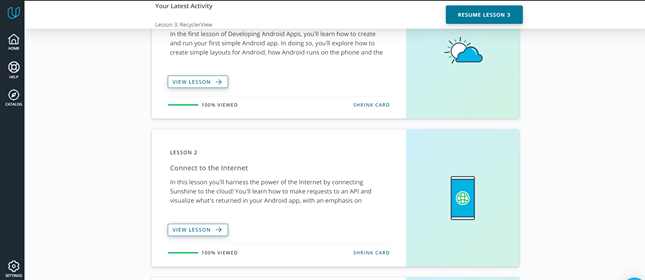 Your Latest Activity
Lesson 3: RecyclerView
RESUME LESSON 3
HOME
HELP
CATALOG
SETTINGS
In the first lesson of Developing Android Apps, you'll learn how to create
and run your first simple Android app. In doing so, you'll explore how to
create simple layouts for Android, how Android runs on the phone and the
VIEW LESSON
100% VIEWED
SHRINK CARD
LESSON 2
Connect to the Internet
In this lesson you'll harness the power of the Internet by connecting
Sunshine to the cloud! You'll learn how to make requests to an API and
visualize what's returned in your Android app, with an emphasis on
VIEW LESSON
100% VIEWED
SHRINK CARD